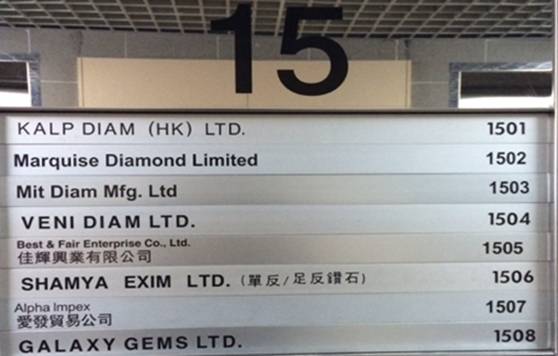 15
KALP DIAM (HK) LTD. 1501
Marquise Diamond Limited 1502
Mit Diam Mfg. Ltd 1503
VENI DIAM LTD. 1504
Best & Fair Enterprise Co., Ltd.
佳輝興業有限公司 1505
SHAMYA EXIM LTD. (單反/足反鑽石) 1506
Alpha Impex
愛發貿易公司 1507
GALAXY GEMS LTD. 1508